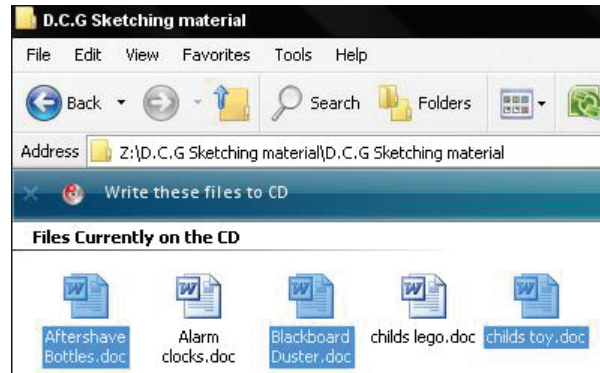 D.C.G Sketching material
File Edit View Favorites Tools Help
Back Search Folders
Address Z:\D.C.G Sketching material\D.C.G Sketching material
Write these files to CD
Files Currently on the CD
Aftershave Bottles.doc
Alarm clocks.doc
Blackboard Duster.doc
childs lego.doc
childs toy.doc